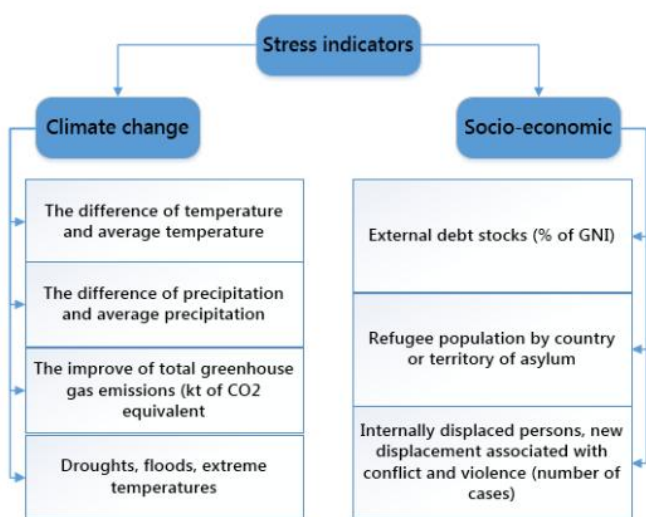 Stress indicators
Climate change
Socio-economic
The difference of temperature
and average temperature
The difference of precipitation
and average precipitation
The improve of total greenhouse
gas emissions (kt of CO2
equivalent
Droughts, floods, extreme
temperatures
External debt stocks (% of GNI)
Refugee population by country
or territory of asylum
Internally displaced persons, new
displacement associated with
conflict and violence (number of
cases)